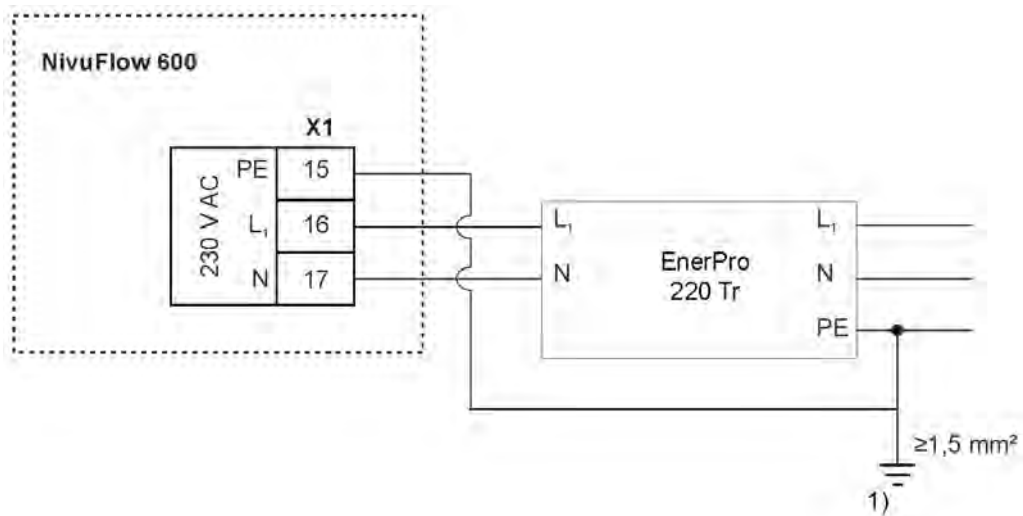 NivuFlow 600
X1
230 V AC
PE 15
L₁ 16
N 17
L₁
N
EnerPro
220 Tr
L₁
N
PE
≥1,5 mm²
1)